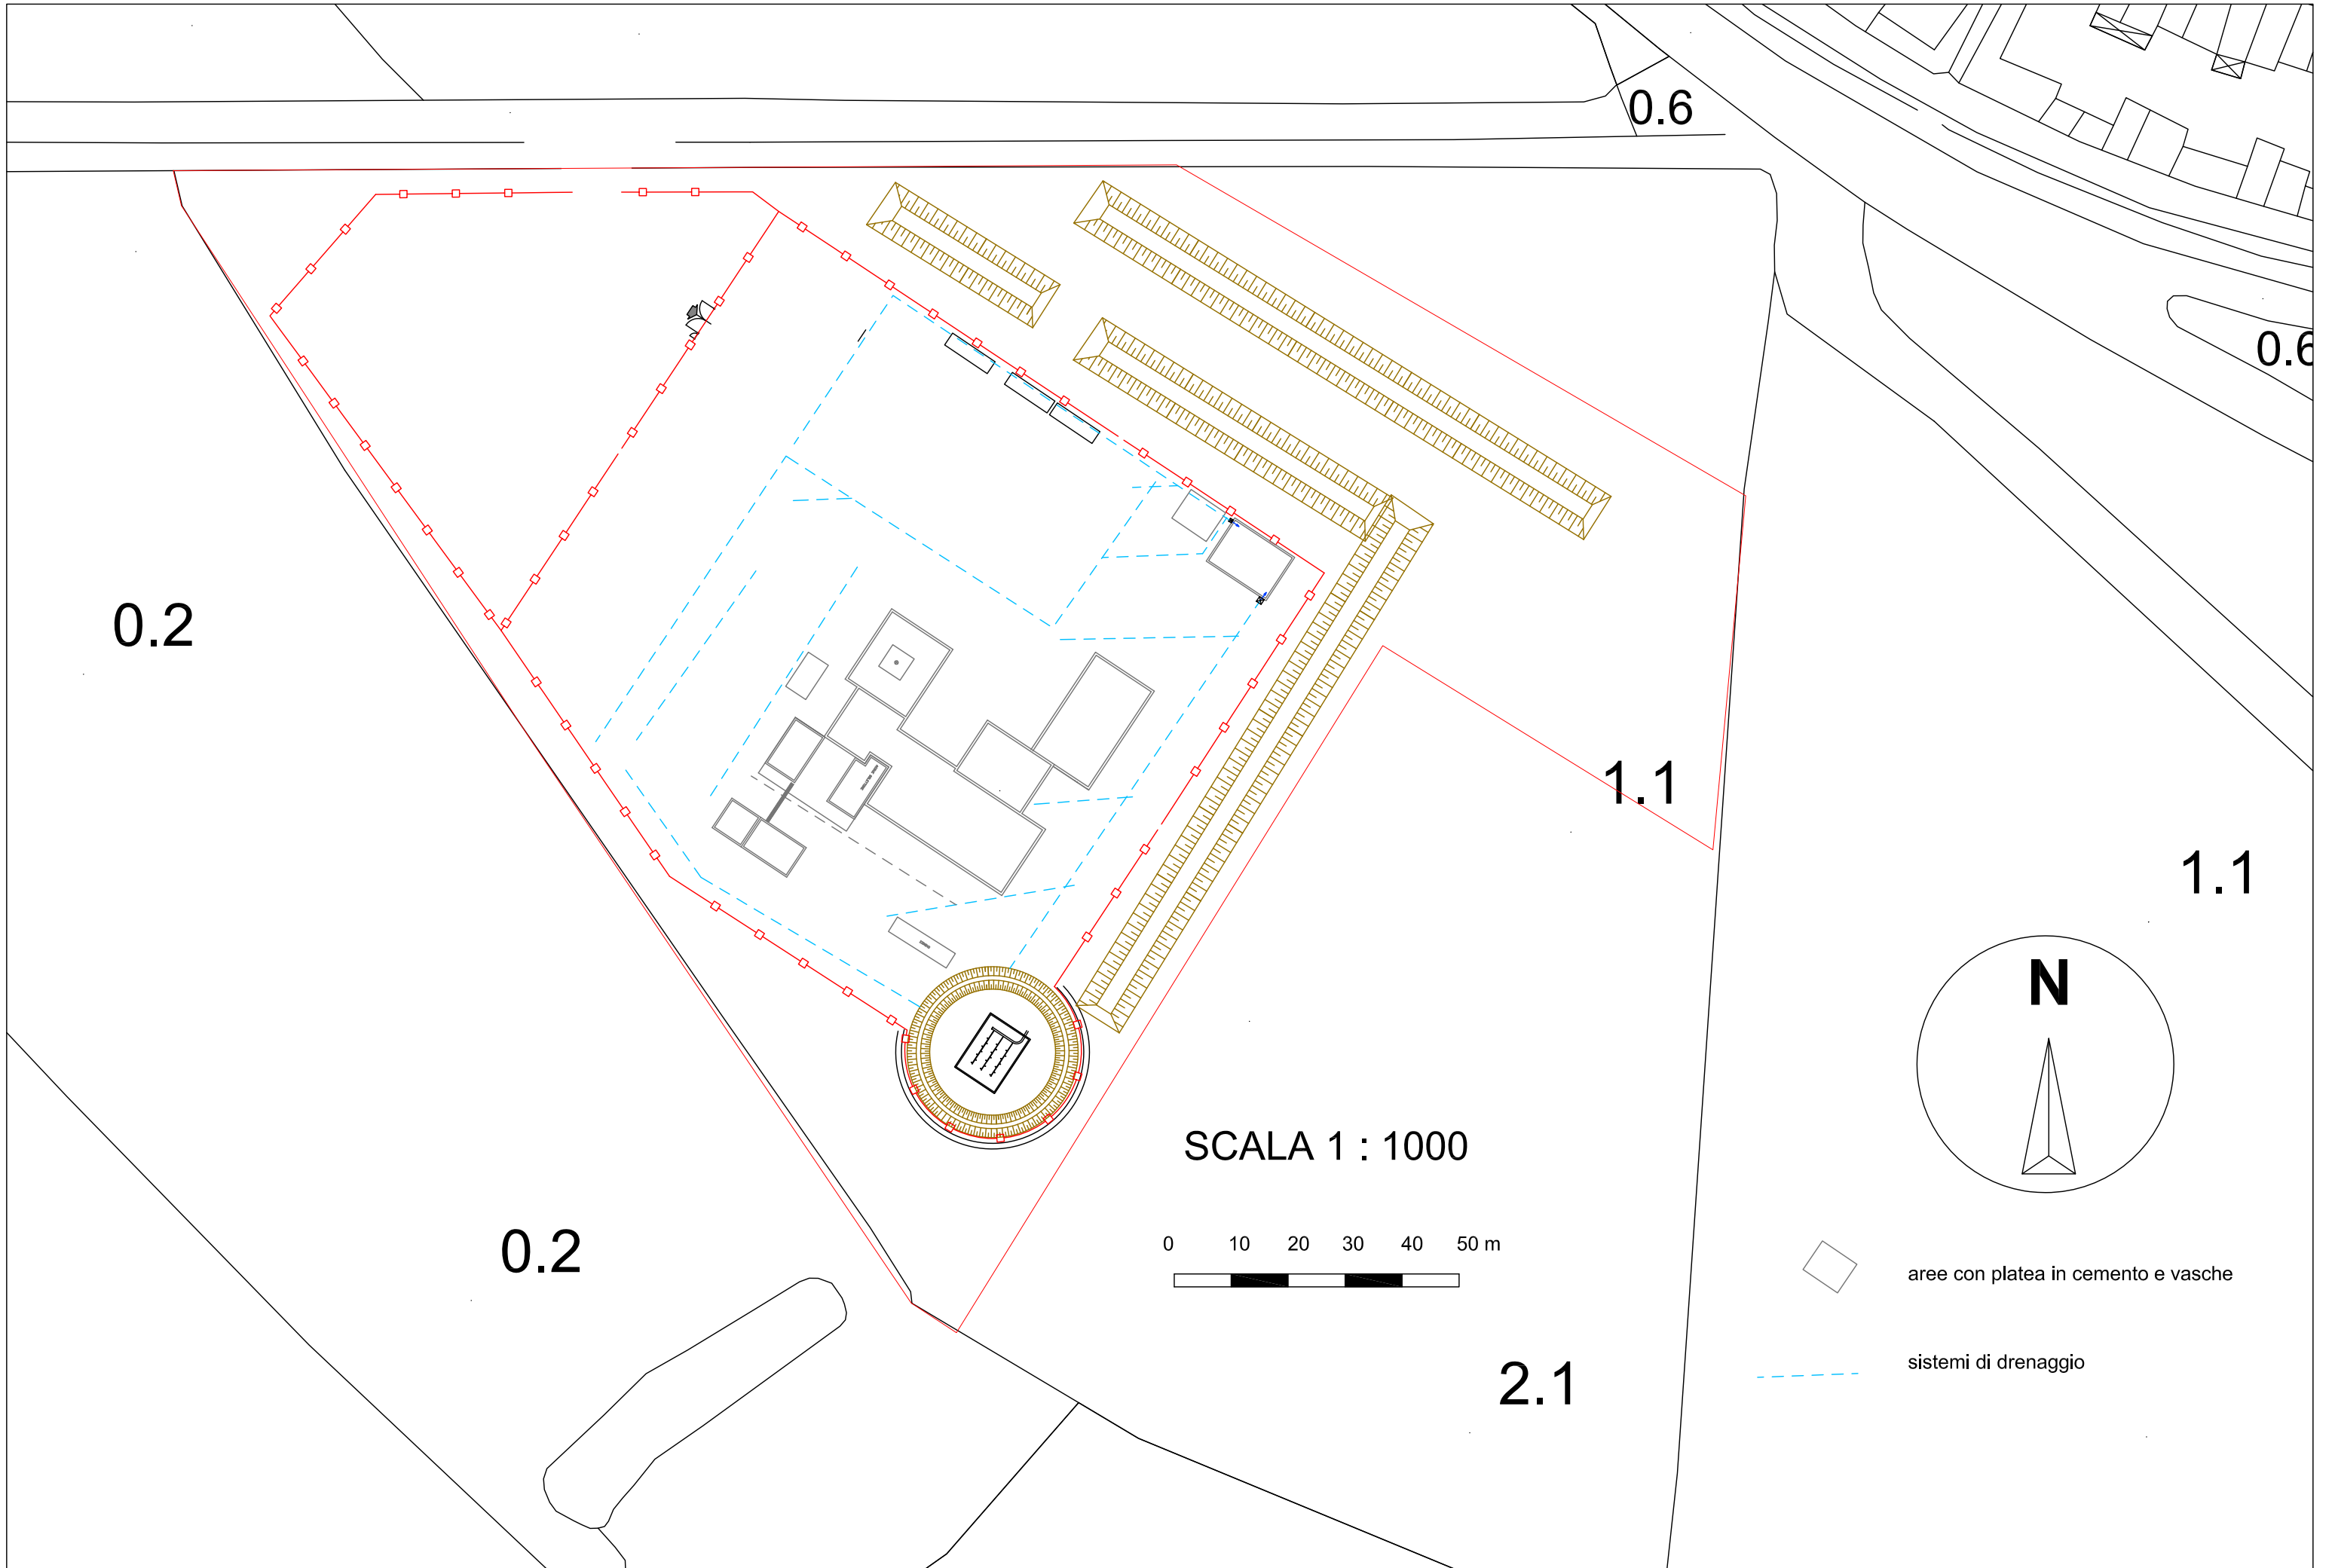 0.6
0.6
0.2
1.1
1.1
N
SCALA 1 : 1000
0 10 20 30 40 50 m
0.2
aree con platea in cemento e vasche
sistemi di drenaggio
2.1